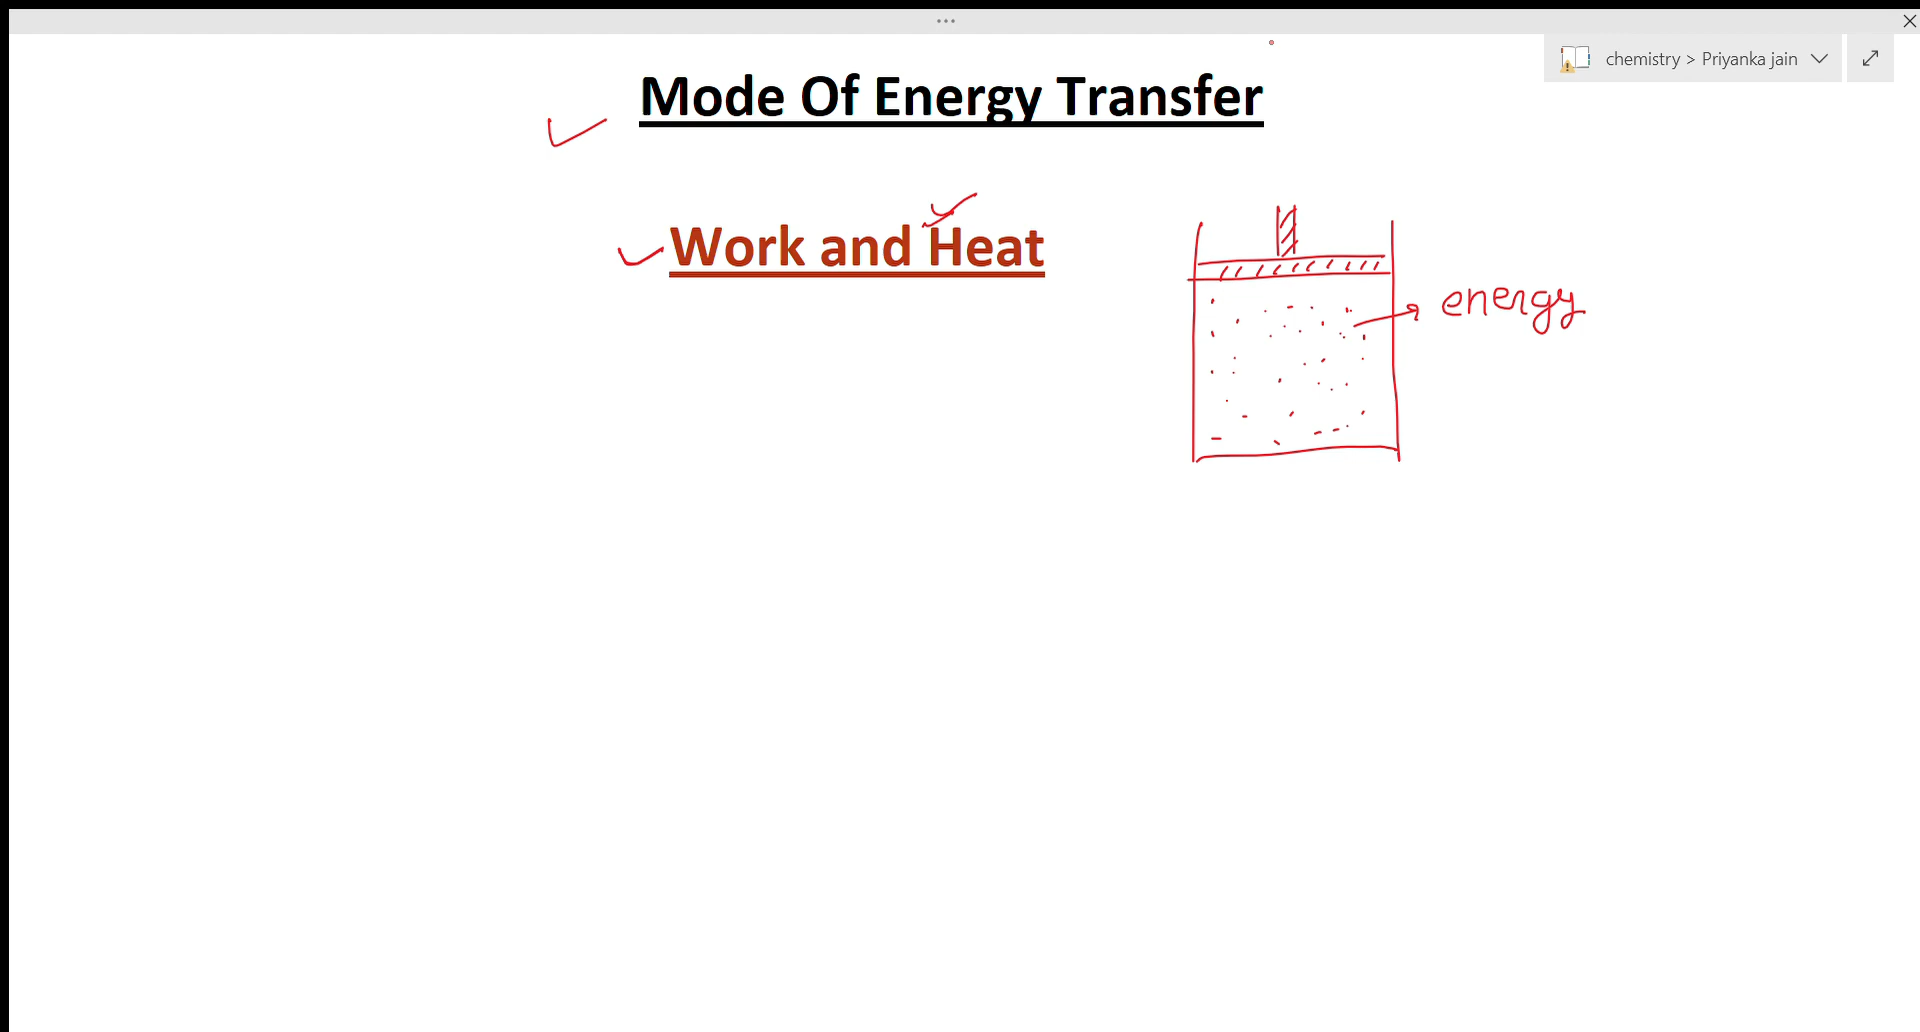 chemistry > Priyanka jain
Mode Of Energy Transfer
Work and Heat
energy